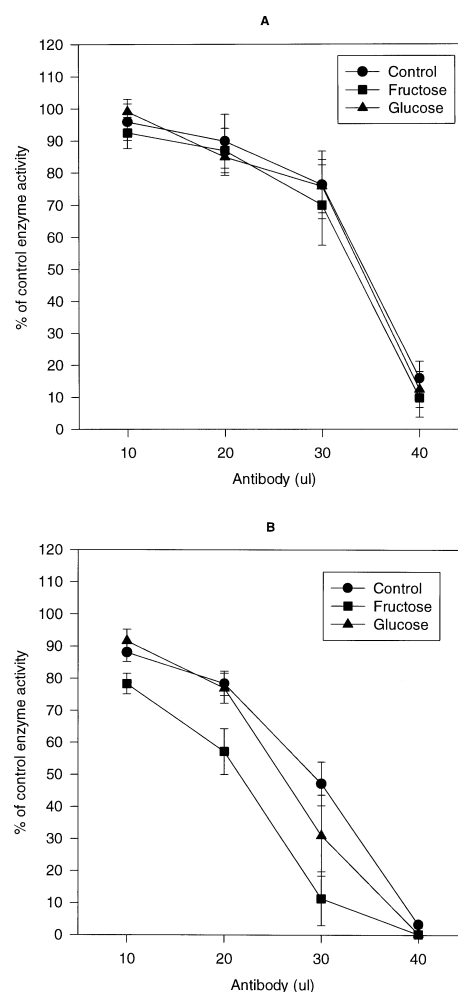 A
120
110
100
90
80
70
60
50
40
30
20
10
0
% of control enzyme activity
Control
Fructose
Glucose
10 20 30 40
Antibody (ul)
B
120
110
100
90
80
70
60
50
40
30
20
10
0
% of control enzyme activity
Control
Fructose
Glucose
10 20 30 40
Antibody (ul)